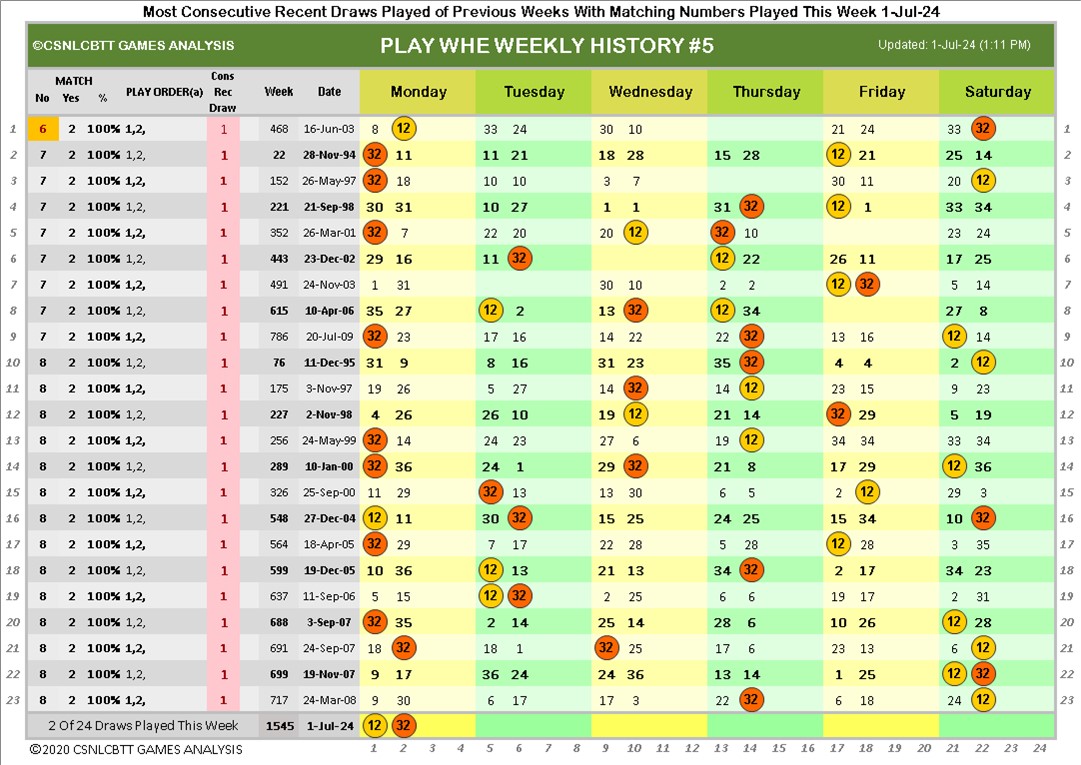 Most Consecutive Recent Draws Played of Previous Weeks With Matching Numbers Played This Week 1-Jul-24
©CSNLCBTT GAMES ANALYSIS PLAY WHE WEEKLY HISTORY #5 Updated: 1-Jul-24 (1:11 PM)
No MATCH Yes % PLAY ORDER(a) Cons Rec Draw Week Date Monday Tuesday Wednesday Thursday Friday Saturday
1 6 2 100% 1,2, 1 468 16-Jun-03 8 12 33 24 30 10 21 24 33 32 1
2 7 2 100% 1,2, 1 22 28-Nov-94 32 11 11 21 18 28 15 28 12 21 25 14 2
3 7 2 100% 1,2, 1 152 26-May-97 32 18 10 10 3 7 30 11 20 12 3
4 7 2 100% 1,2, 1 221 21-Sep-98 30 31 10 27 1 1 31 32 12 1 33 34 4
5 7 2 100% 1,2, 1 352 26-Mar-01 32 7 22 20 20 12 32 10 23 24 5
6 7 2 100% 1,2, 1 443 23-Dec-02 29 16 11 32 12 22 26 11 17 25 6
7 7 2 100% 1,2, 1 491 24-Nov-03 1 31 30 10 2 2 12 32 5 14 7
8 7 2 100% 1,2, 1 615 10-Apr-06 35 27 12 2 13 32 12 34 27 8 8
9 7 2 100% 1,2, 1 786 20-Jul-09 32 23 17 16 14 22 22 32 13 16 12 14 9
10 8 2 100% 1,2, 1 76 11-Dec-95 31 9 8 16 31 23 35 32 4 4 2 12 10
11 8 2 100% 1,2, 1 175 3-Nov-97 19 26 5 27 14 32 14 12 23 15 9 23 11
12 8 2 100% 1,2, 1 227 2-Nov-98 4 26 26 10 19 12 21 14 32 29 5 19 12
13 8 2 100% 1,2, 1 256 24-May-99 32 14 24 23 27 6 19 12 34 34 33 34 13
14 8 2 100% 1,2, 1 289 10-Jan-00 32 36 24 1 29 32 21 8 17 29 12 36 14
15 8 2 100% 1,2, 1 326 25-Sep-00 11 29 32 13 13 30 6 5 2 12 29 3 15
16 8 2 100% 1,2, 1 548 27-Dec-04 12 11 30 32 15 25 24 25 15 34 10 32 16
17 8 2 100% 1,2, 1 564 18-Apr-05 32 29 7 17 22 28 5 28 12 28 3 35 17
18 8 2 100% 1,2, 1 599 19-Dec-05 10 36 12 13 21 13 34 32 2 17 34 23 18
19 8 2 100% 1,2, 1 637 11-Sep-06 5 15 12 32 2 25 6 6 19 17 2 31 19
20 8 2 100% 1,2, 1 688 3-Sep-07 32 35 2 14 25 14 28 6 10 26 12 28 20
21 8 2 100% 1,2, 1 691 24-Sep-07 18 32 18 1 32 25 17 6 23 13 6 12 21
22 8 2 100% 1,2, 1 699 19-Nov-07 9 17 36 24 24 36 13 14 1 25 12 32 22
23 8 2 100% 1,2, 1 717 24-Mar-08 9 30 6 17 17 3 22 32 6 18 24 12 23
2 Of 24 Draws Played This Week 1545 1-Jul-24 12 32
©2020 CSNLCBTT GAMES ANALYSIS 1 2 3 4 5 6 7 8 9 10 11 12 13 14 15 16 17 18 19 20 21 22 23 24